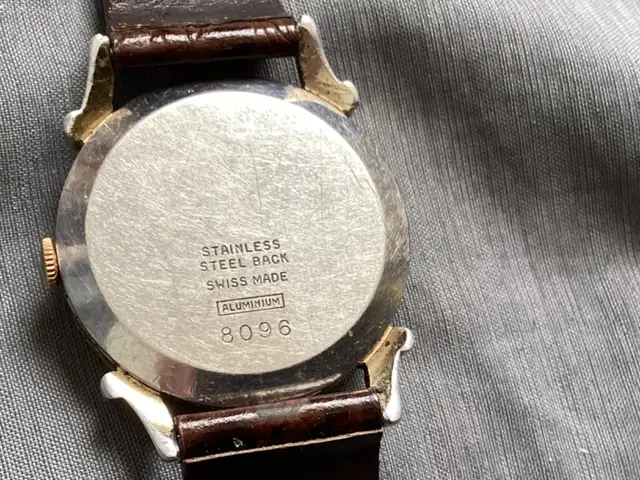 STAINLESS
STEEL BACK
SWISS MADE
ALUMINIUM
8096